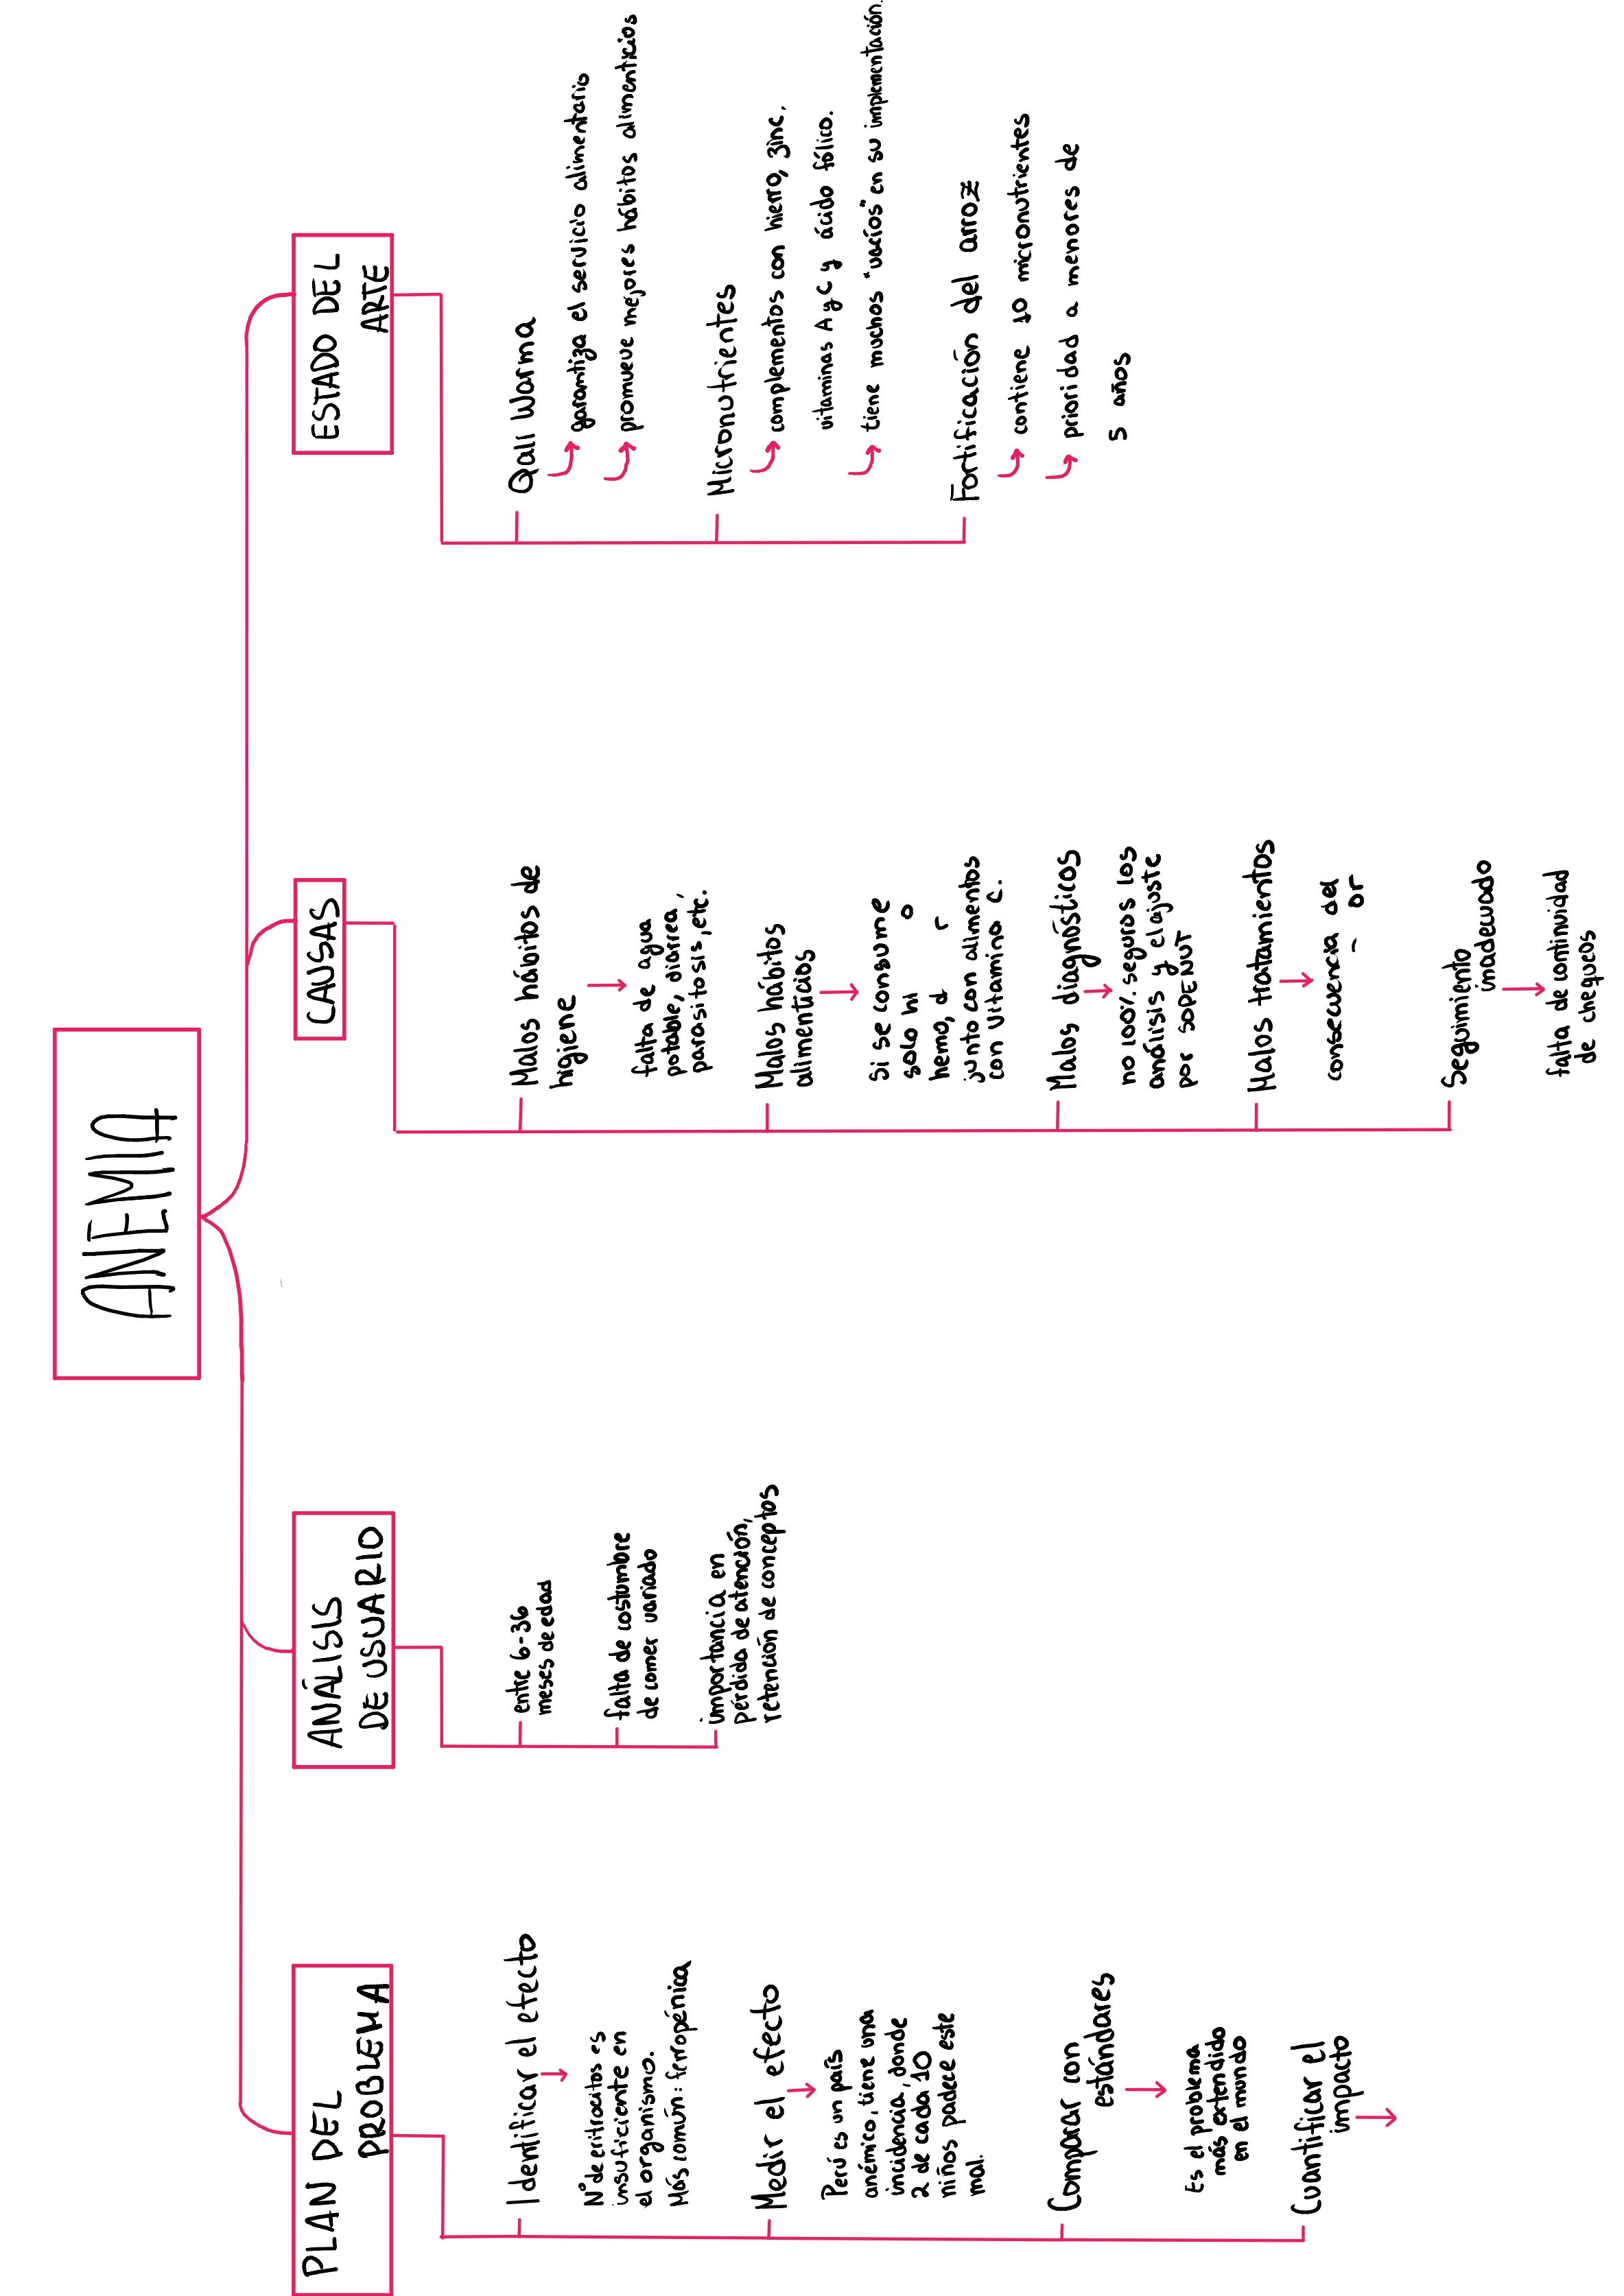 ANEMIA
PLAN DEL
PROBLEMA
Identificar el efecto
N° de eritrocitos es
insuficiente en
el organismo.
Más común: ferropénica
Medir el efecto
Perú es un país
anémico, tiene una
incidencia, donde
2 de cada 10
niños padece este
mal.
Comparar con
estándares
Es el problema
más extendido
en el mundo
Cuantificar el
impacto
ANÁLISIS
DE USUARIO
entre 6-36
meses de edad
falta de costumbre
de comer variado
importancia en
pérdida de atención,
retención de conceptos
CAUSAS
Malos hábitos de
higiene
falta de agua
potable, diarrea,
parasitosis, etc.
Malos hábitos
alimenticios
Si se consume
solo
hemo,
junto con alimentos
con vitamina C.
Malos diagnósticos
no 100% seguros los
análisis y el ajuste
por SOPENUT
Malos tratamientos
consecuencia del
Seguimiento
inadecuado
falta de continuidad
de chequeos
ESTADO DEL
ARTE
Qali Warma
garantiza el servicio alimentario
promueve mejores hábitos alimenticios
Micronutrientes
complementos con hierro, zinc,
vitaminas A y C y ácido fólico.
tiene muchos "vacíos" en su implementación.
Fortificación del arroz
contiene 10 micronutrientes
prioridad a menores de
5 años